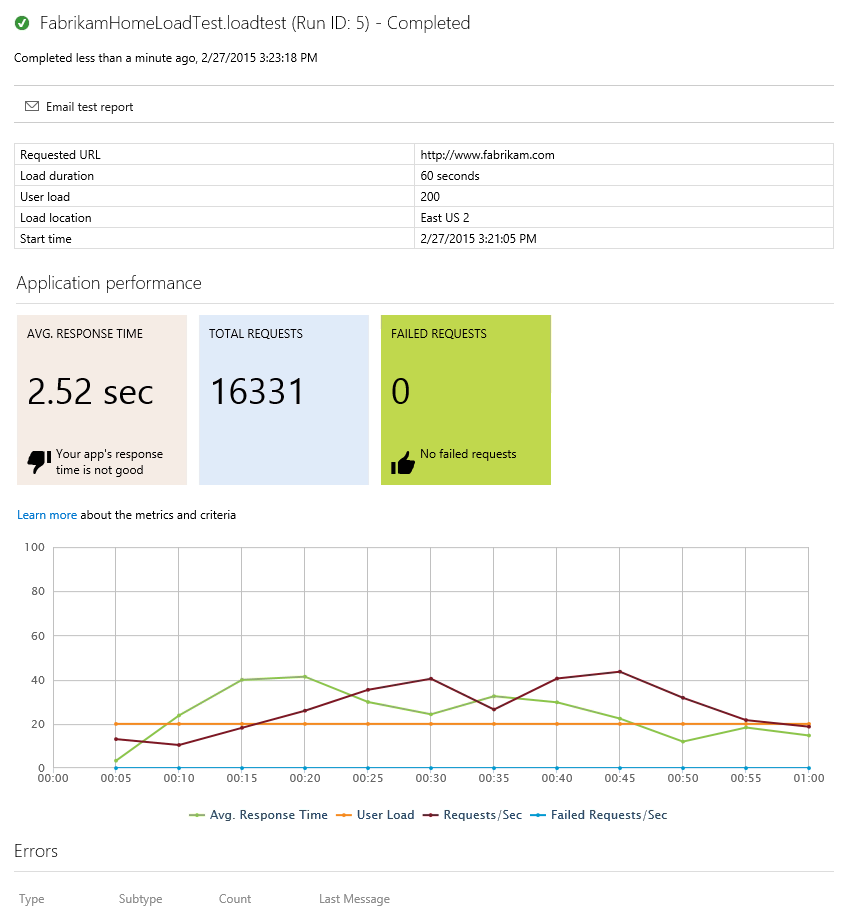 FabrikamHomeLoadTest.loadtest (Run ID: 5) - Completed
Completed less than a minute ago, 2/27/2015 3:23:18 PM
Email test report
Requested URL http://www.fabrikam.com
Load duration 60 seconds
User load 200
Load location East US 2
Start time 2/27/2015 3:21:05 PM
Application performance
AVG. RESPONSE TIME
2.52 sec
Your app's response
time is not good
TOTAL REQUESTS
16331
FAILED REQUESTS
0
No failed requests
Learn more about the metrics and criteria
100
80
60
40
20
0
00:00 00:05 00:10 00:15 00:20 00:25 00:30 00:35 00:40 00:45 00:50 00:55 01:00
Avg. Response Time User Load Requests/Sec Failed Requests/Sec
Errors
Type Subtype Count Last Message